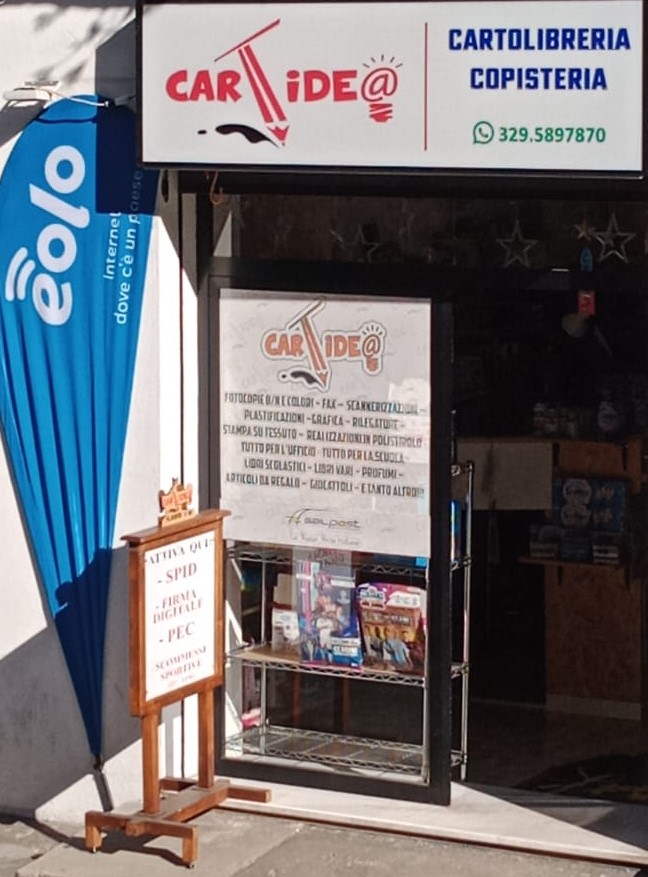 CARTIDE@
CARTOLIBRERIA
COPISTERIA
329.5897870
eolo
Internet
dove c'è un paese
CARTIDE@
FOTOCOPIE B/N E COLORI - FAX - SCANNERIZZAZIONI -
PLASTIFICAZIONI - GRAFICA - RILEGATURE -
STAMPA SU TESSUTO - REALIZZAZIONI IN POLISTIROLO
TUTTO PER L'UFFICIO - TUTTO PER LA SCUOLA -
LIBRI SCOLASTICI - LIBRI VARI - PROFUMI -
ARTICOLI DA REGALO - GIOCATTOLI - E TANTO ALTRO!!!
sailpost
ATTIVA QUI
- SPID
- FIRMA
DIGITALE
- PEC
SCOMMESSE
SPORTIVE